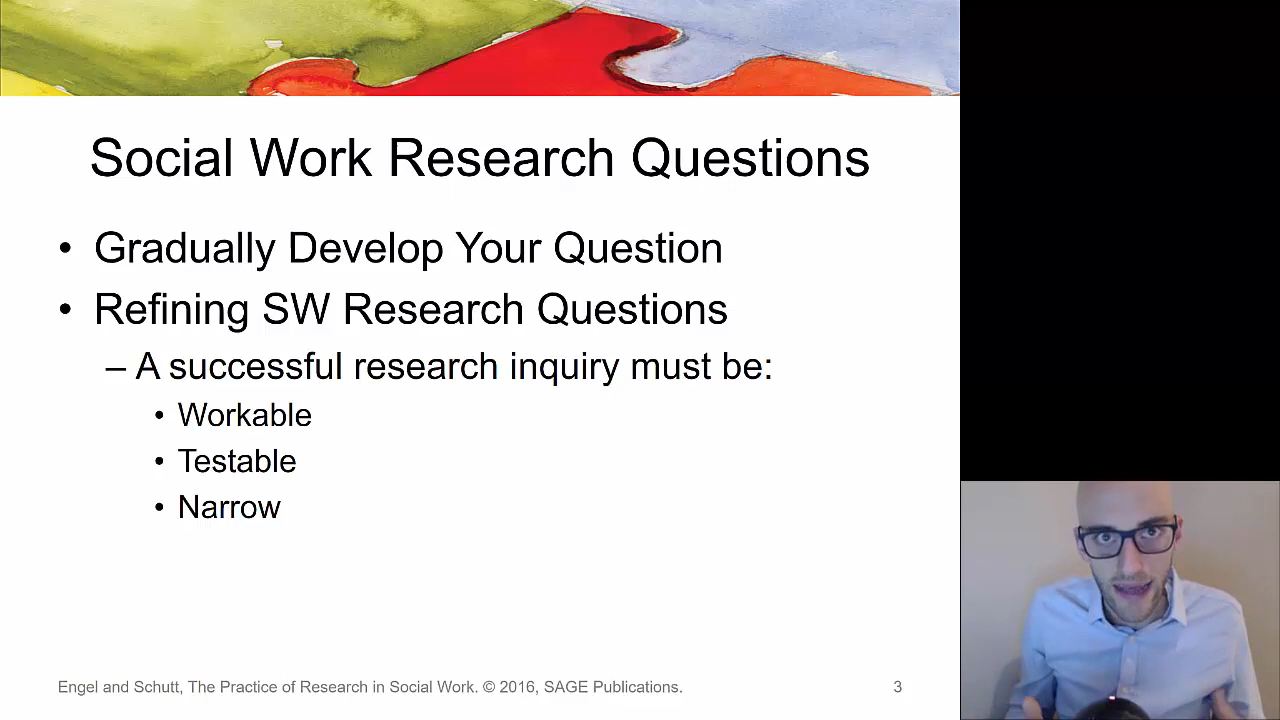 Social Work Research Questions
• Gradually Develop Your Question
• Refining SW Research Questions
– A successful research inquiry must be:
• Workable
• Testable
• Narrow
Engel and Schutt, The Practice of Research in Social Work. © 2016, SAGE Publications. 3